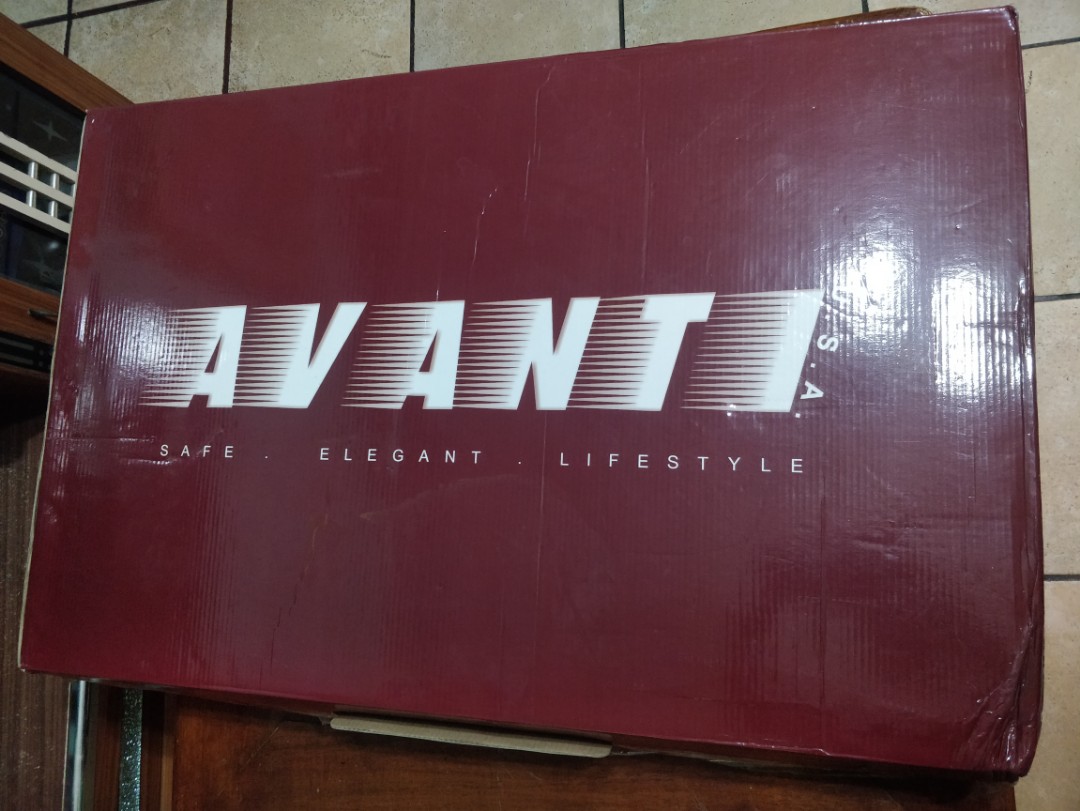 AVANTI
S.A.
SAFE . ELEGANT . LIFESTYLE